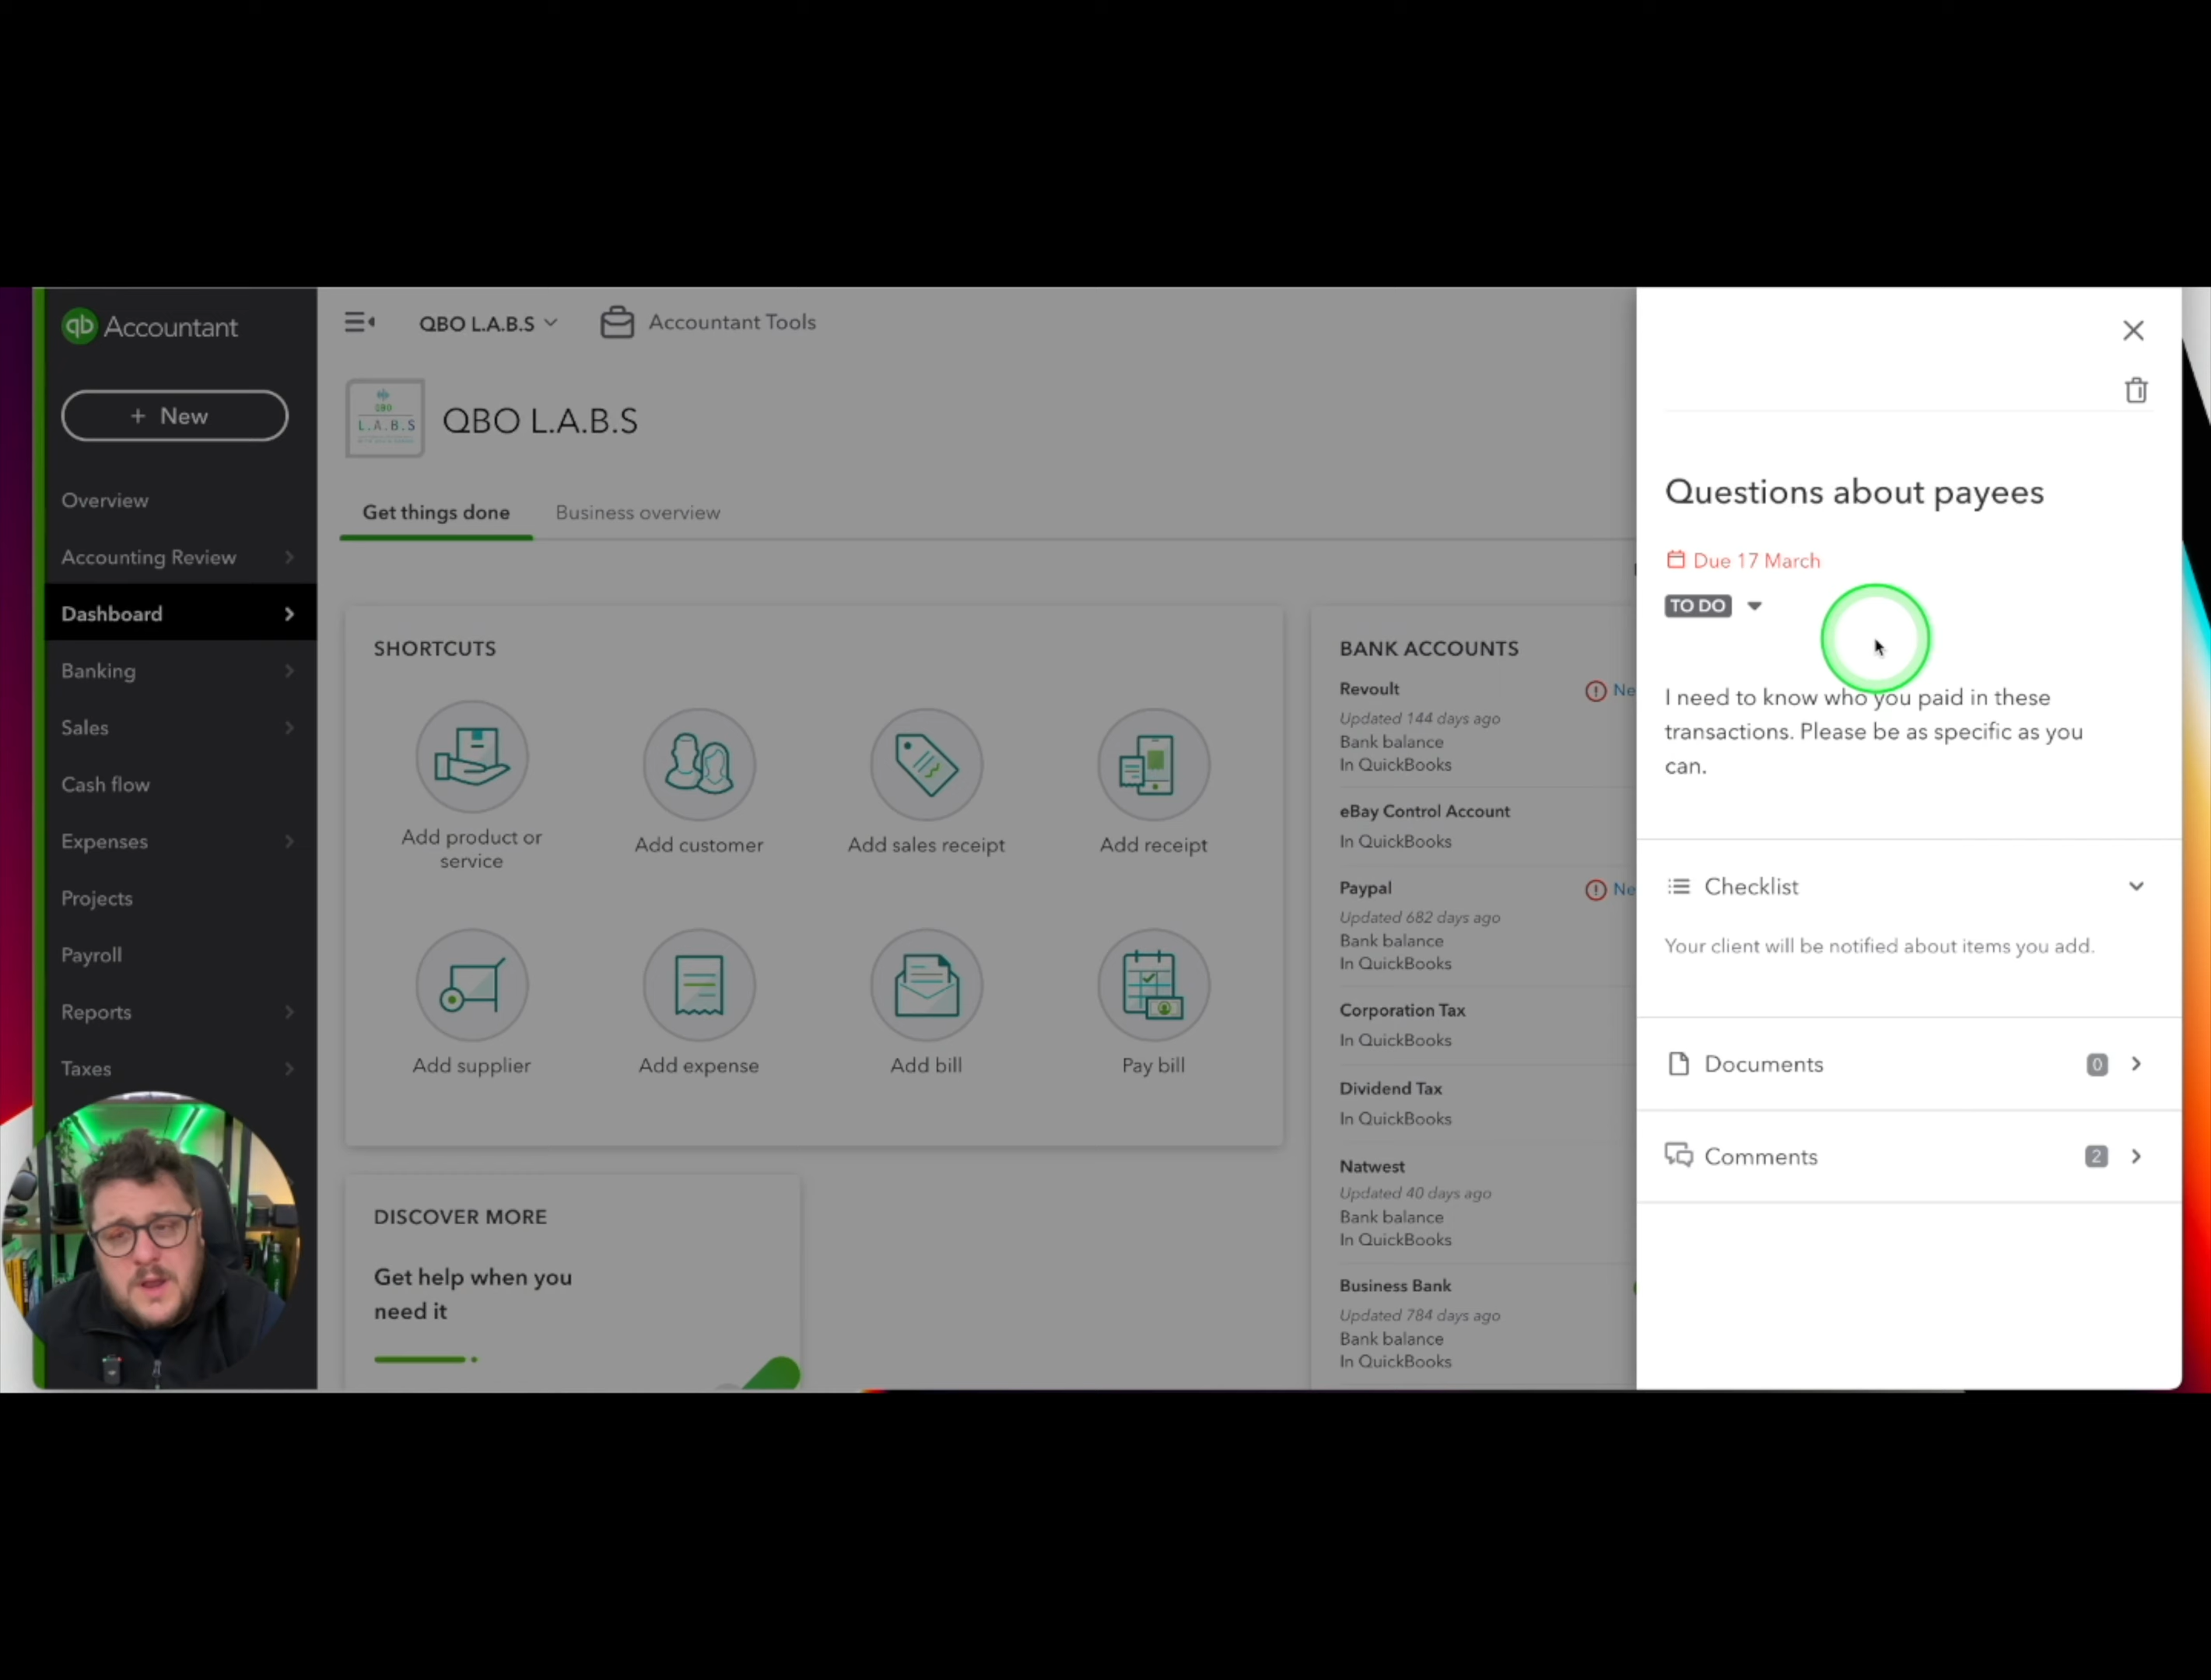 qb Accountant
+ New
Overview
Accounting Review
Dashboard
Banking
Sales
Cash flow
Expenses
Projects
Payroll
Reports
Taxes
QBO L.A.B.S
Accountant Tools
QBO
L.A.B.S
QBO L.A.B.S
Get things done
Business overview
SHORTCUTS
Add product or
service
Add customer
Add sales receipt
Add receipt
Add supplier
Add expense
Add bill
Pay bill
DISCOVER MORE
Get help when you
need it
BANK ACCOUNTS
Revoult
Ne
Updated 144 days ago
Bank balance
In QuickBooks
eBay Control Account
In QuickBooks
Paypal
Ne
Updated 682 days ago
Bank balance
In QuickBooks
Corporation Tax
In QuickBooks
Dividend Tax
In QuickBooks
Natwest
Updated 40 days ago
Bank balance
In QuickBooks
Business Bank
Updated 784 days ago
Bank balance
In QuickBooks
Questions about payees
Due 17 March
TO DO
I need to know who you paid in these
transactions. Please be as specific as you
can.
Checklist
Your client will be notified about items you add.
Documents 0
Comments 2